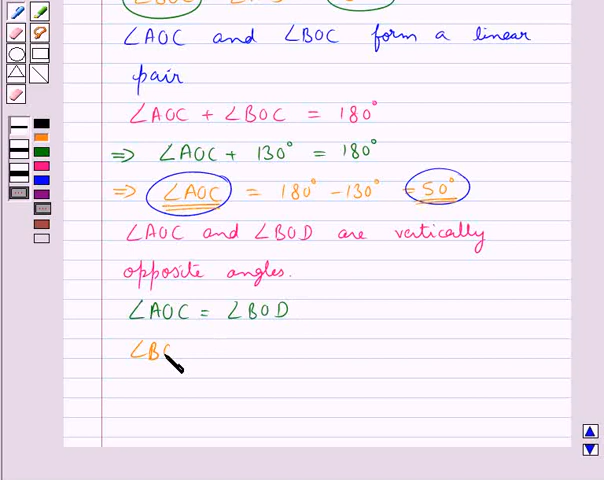 ∠AOC and ∠BOC form a linear
pair
∠AOC + ∠BOC = 180°
⇒ ∠AOC + 130° = 180°
⇒ ∠AOC = 180° - 130° = 50°
∠AOC and ∠BOD are vertically
opposite angles.
∠AOC = ∠BOD
∠BO